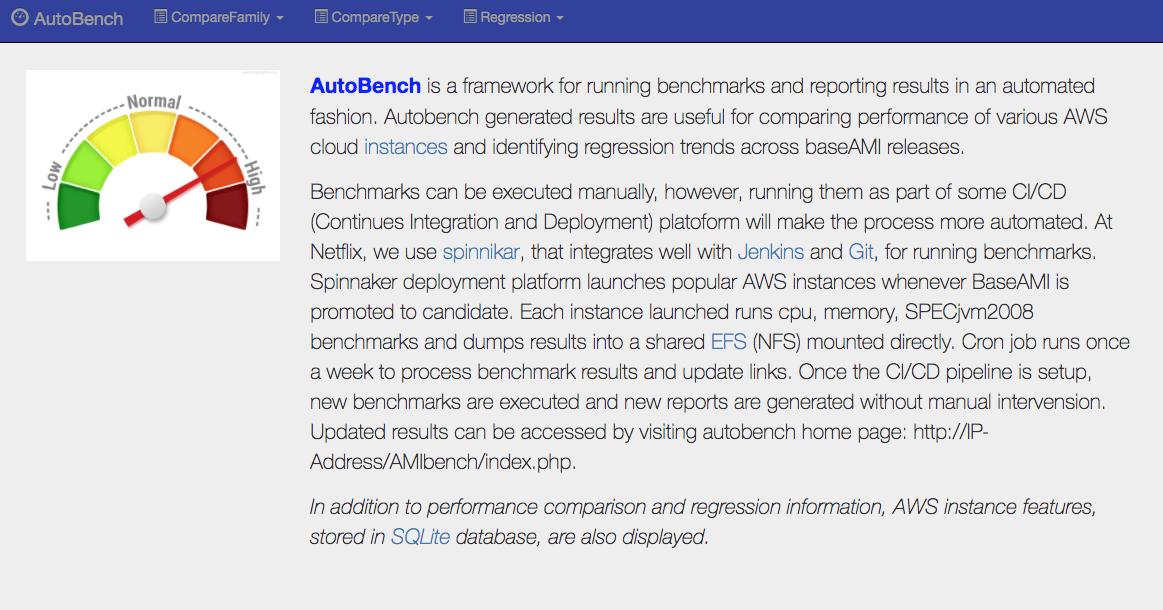 AutoBench CompareFamily CompareType Regression
Normal
Low
High
AutoBench is a framework for running benchmarks and reporting results in an automated
fashion. Autobench generated results are useful for comparing performance of various AWS
cloud instances and identifying regression trends across baseAMI releases.
Benchmarks can be executed manually, however, running them as part of some CI/CD
(Continues Integration and Deployment) platoform will make the process more automated. At
Netflix, we use spinnikar, that integrates well with Jenkins and Git, for running benchmarks.
Spinnaker deployment platform launches popular AWS instances whenever BaseAMI is
promoted to candidate. Each instance launched runs cpu, memory, SPECjvm2008
benchmarks and dumps results into a shared EFS (NFS) mounted directly. Cron job runs once
a week to process benchmark results and update links. Once the CI/CD pipeline is setup,
new benchmarks are executed and new reports are generated without manual intervension.
Updated results can be accessed by visiting autobench home page: http://IP-
Address/AMIbench/index.php.
In addition to performance comparison and regression information, AWS instance features,
stored in SQLite database, are also displayed.